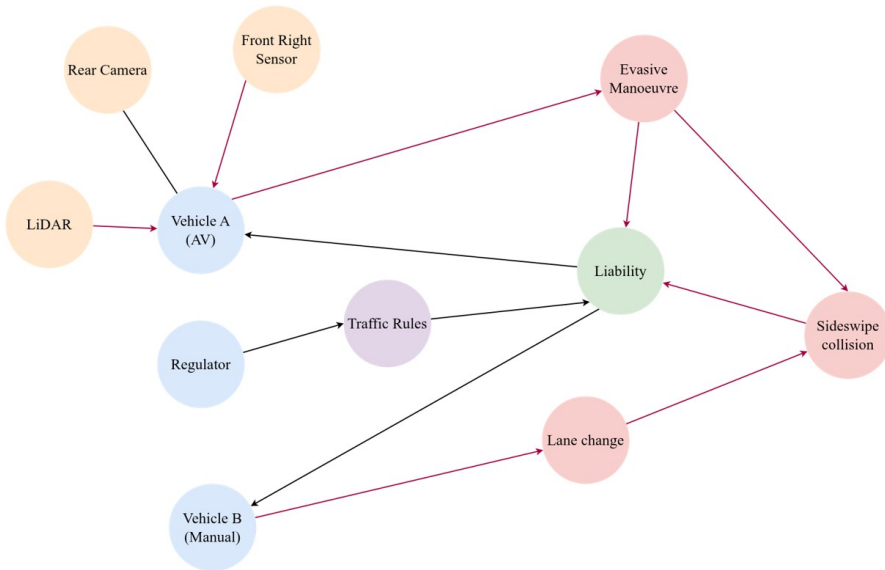 Rear Camera
Front Right
Sensor
Evasive
Manoeuvre
LiDAR
Vehicle A
(AV)
Liability
Traffic Rules
Sideswipe
collision
Regulator
Lane change
Vehicle B
(Manual)